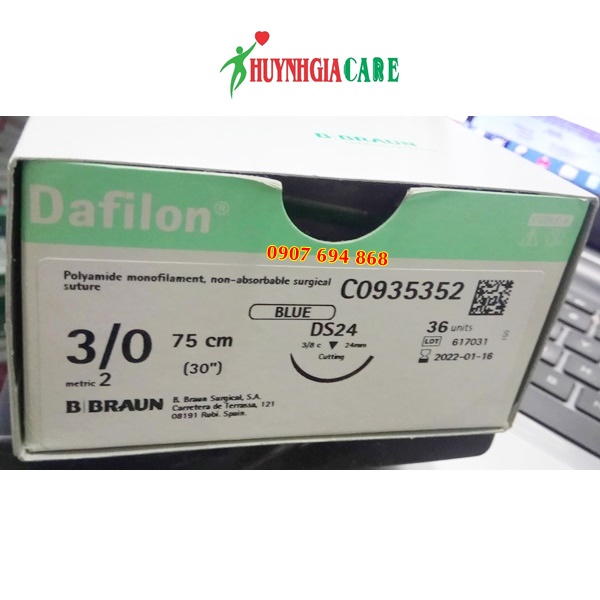 HUYNHGIACARE
B BRAUN
Dafilon®
0907 694 868
Polyamide monofilament, non-absorbable surgical
suture
C0935352
BLUE
DS24
3/8 c 24mm
Cutting
3/0 75 cm
(30")
metric 2
36 units
LOT 617031
2022-01-16
B BRAUN
B. Braun Surgical, S.A.
Carretera de Terrassa, 121
08191 Rubi. Spain.